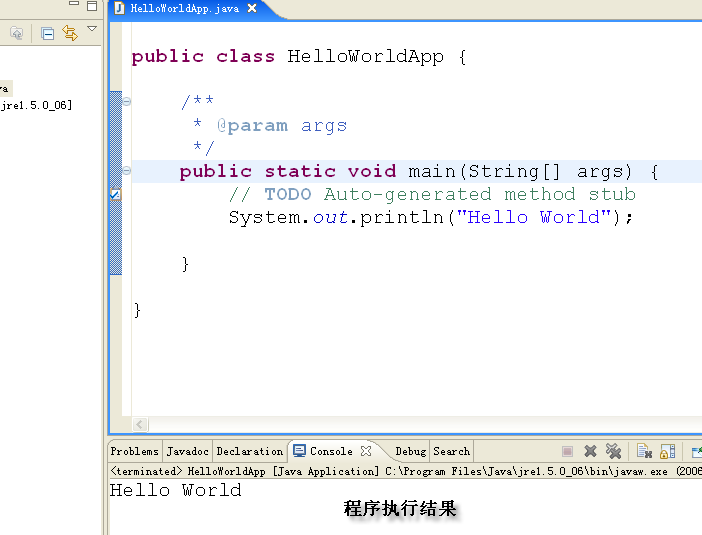 HelloWorldApp.java
va
jre1.5.0_06]
public class HelloWorldApp {
/**
* @param args
*/
public static void main(String[] args) {
// TODO Auto-generated method stub
System.out.println("Hello World");
}
}
Problems Javadoc Declaration Console Debug Search
<terminated> HelloWorldApp [Java Application] C:\Program Files\Java\jre1.5.0_06\bin\javaw.exe (2006
Hello World
程序执行结果